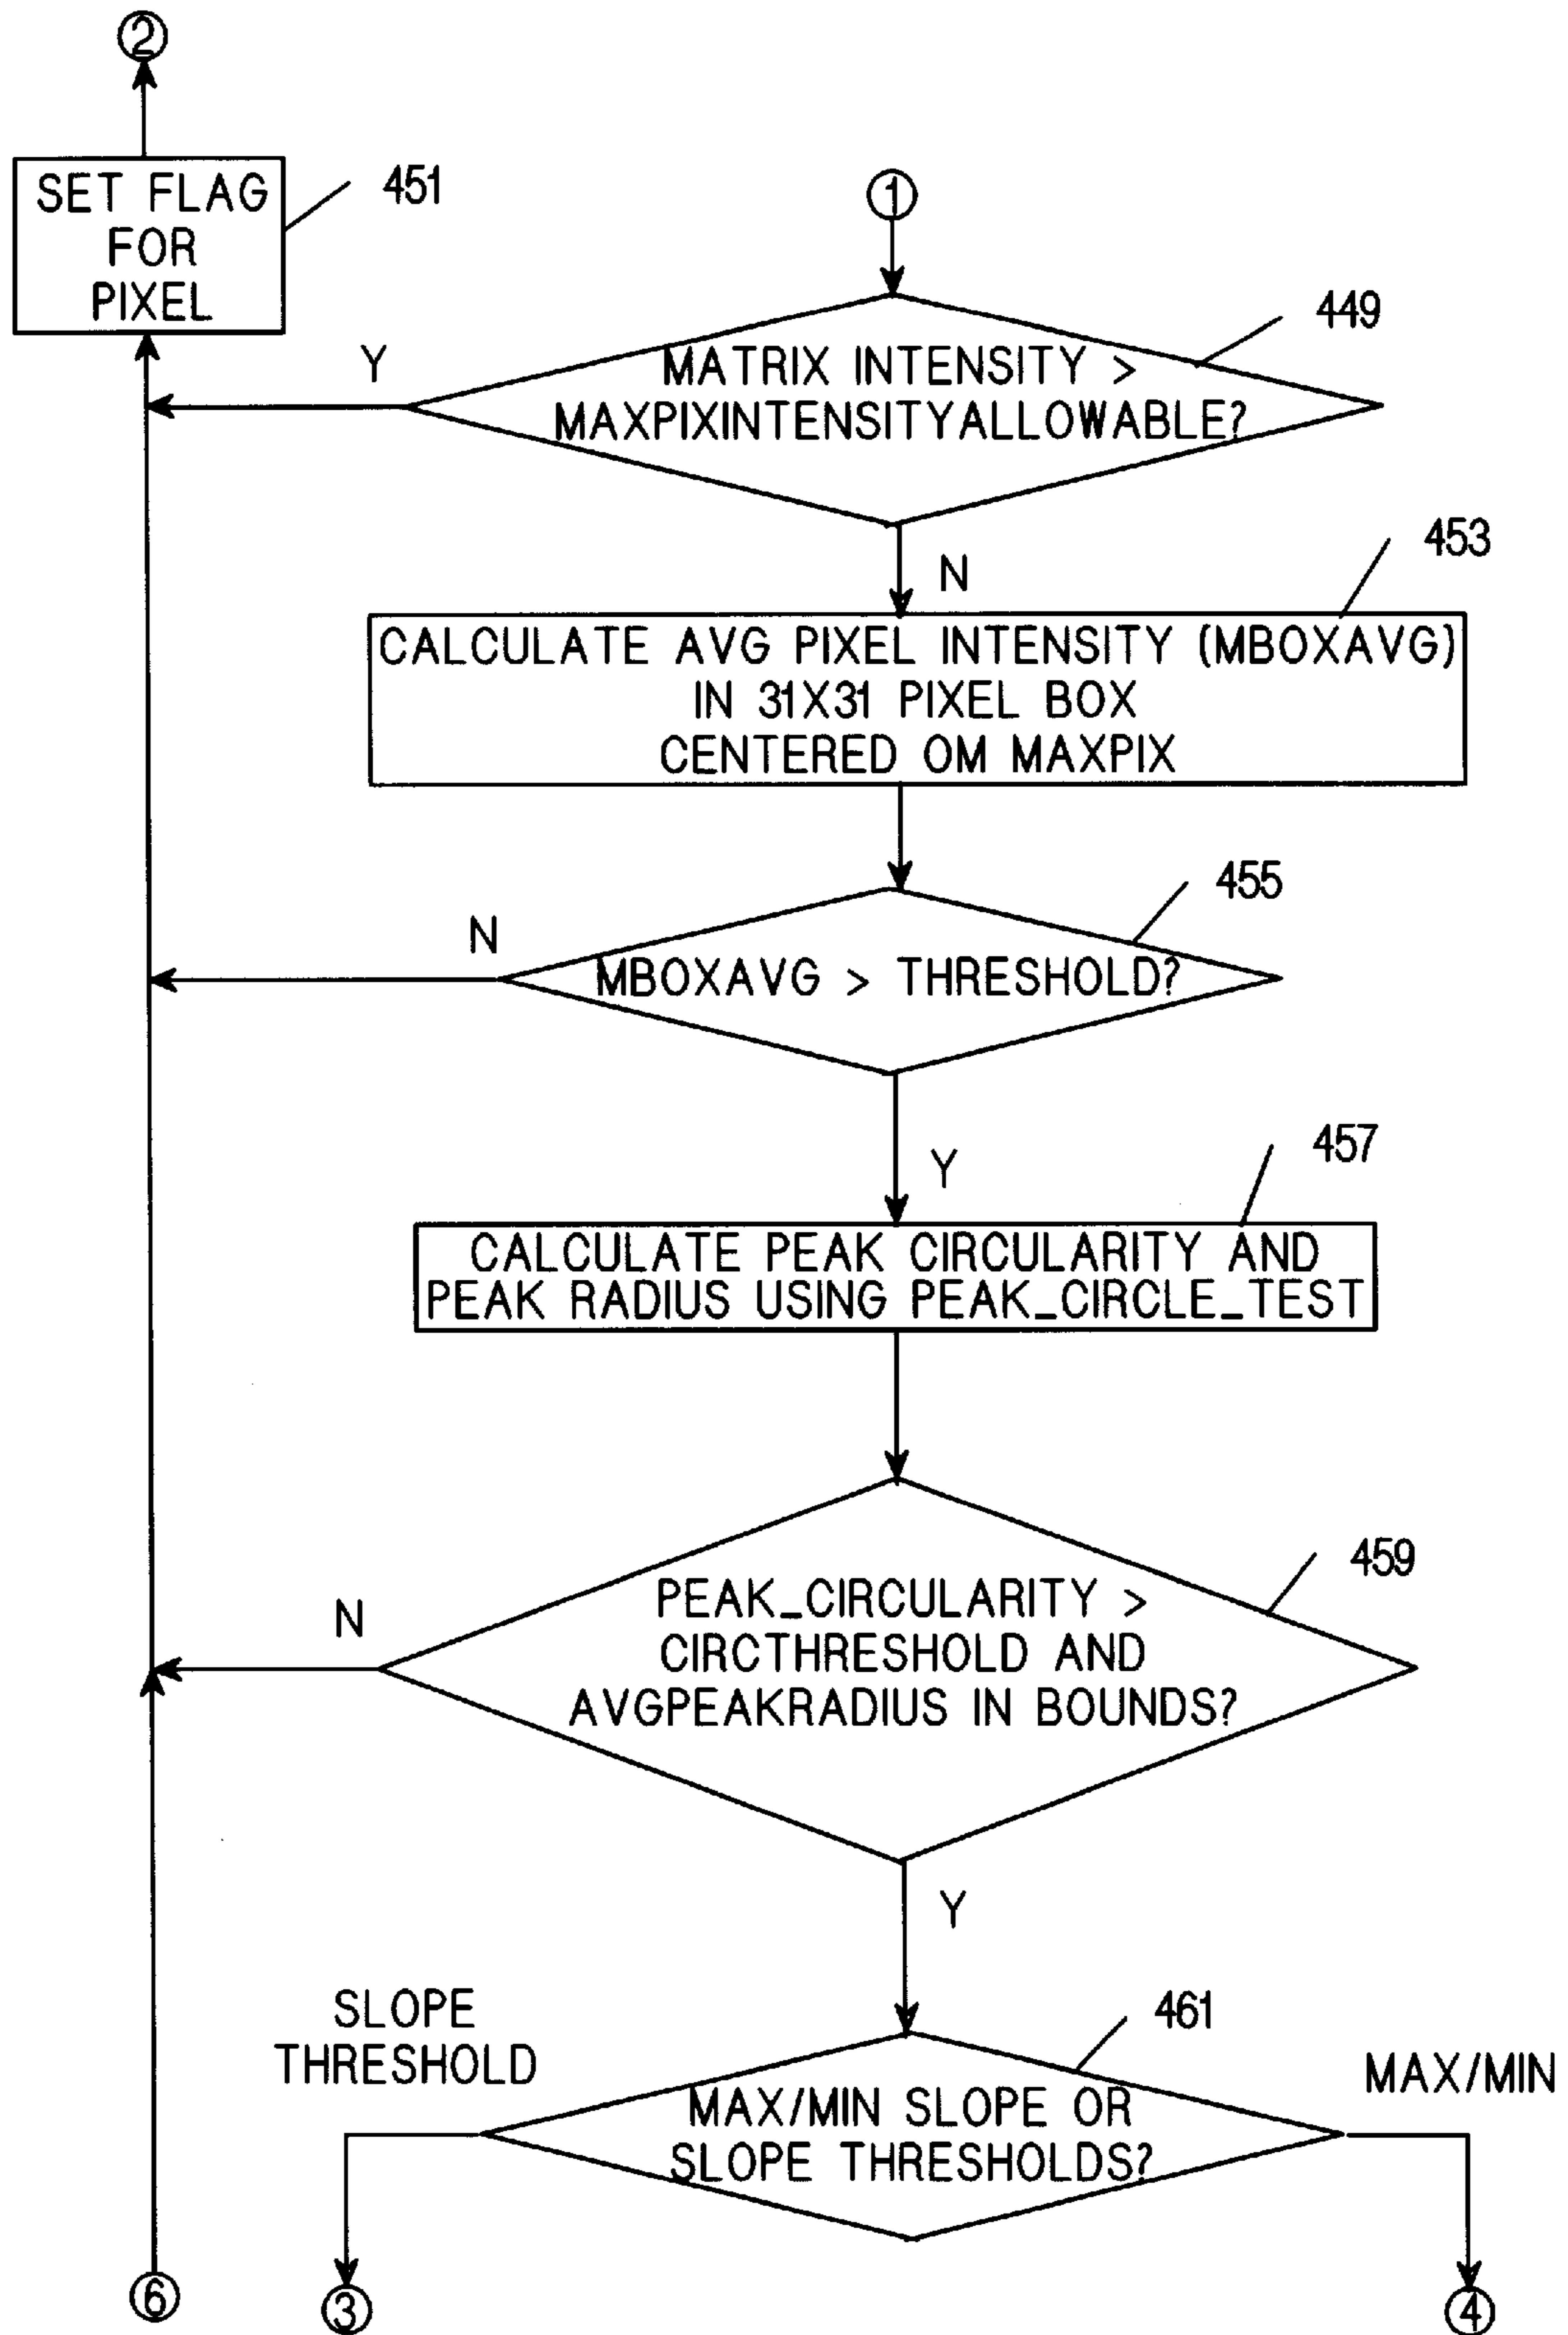 2
SET FLAG
FOR
PIXEL
451
1
449
Y
MATRIX INTENSITY >
MAXPIXINTENSITYALLOWABLE?
453
N
CALCULATE AVG PIXEL INTENSITY (MBOXAVG)
IN 31X31 PIXEL BOX
CENTERED OM MAXPIX
455
N
MBOXAVG > THRESHOLD?
457
Y
CALCULATE PEAK CIRCULARITY AND
PEAK RADIUS USING PEAK_CIRCLE_TEST
459
N
PEAK_CIRCULARITY >
CIRCTHRESHOLD AND
AVGPEAKRADIUS IN BOUNDS?
Y
SLOPE
THRESHOLD
461
MAX/MIN
MAX/MIN SLOPE OR
SLOPE THRESHOLDS?
6
3
4